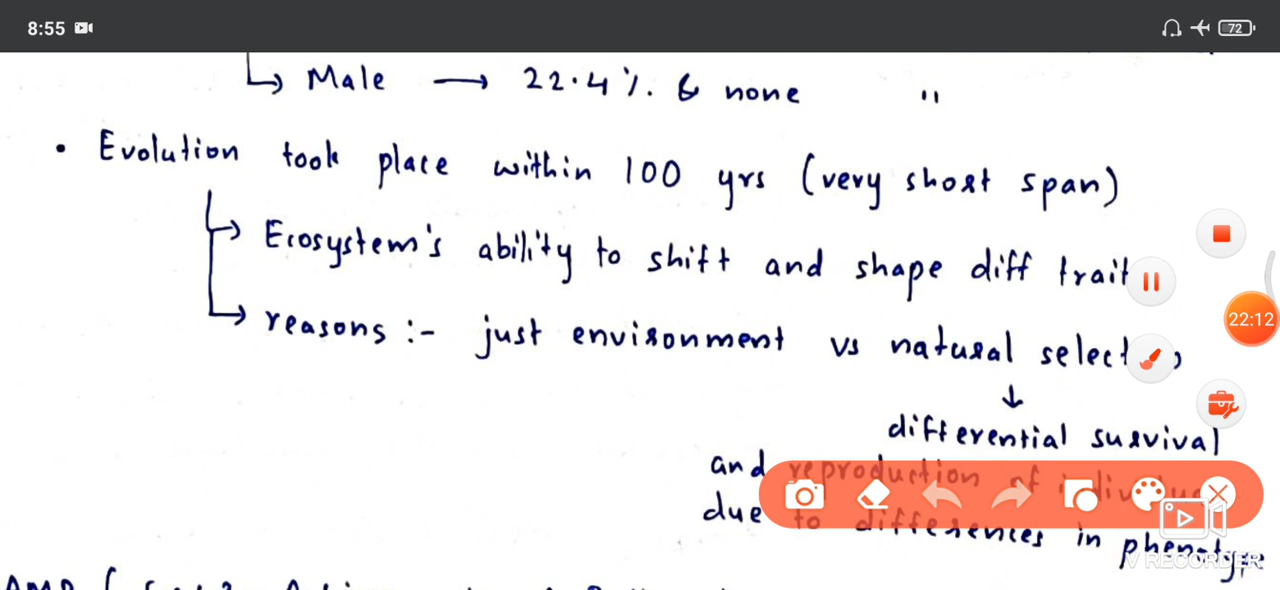 8:55
72
↳ Male → 22.4%. & none "
• Evolution took place within 100 yrs (very short span)
↳ Ecosystem's ability to shift and shape diff trait
22:12
↳ reasons :- just environment vs natural
↓
differential survival
and reproduction of
due to differences in phenotype
V RECORDER